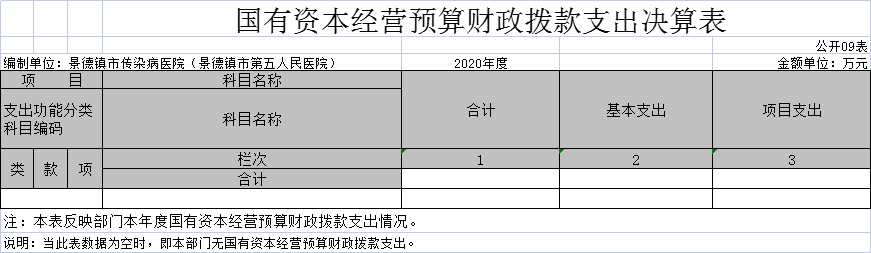 国有资本经营预算财政拨款支出决算表
公开09表
编制单位：景德镇市传染病医院（景德镇市第五人民医院） 2020年度 金额单位：万元
项 目 科目名称
支出功能分类科目编码 科目名称 合计 基本支出 项目支出
类 款 项 栏次 1 2 3
合计
注：本表反映部门本年度国有资本经营预算财政拨款支出情况。
说明：当此表数据为空时，即本部门无国有资本经营预算财政拨款支出。